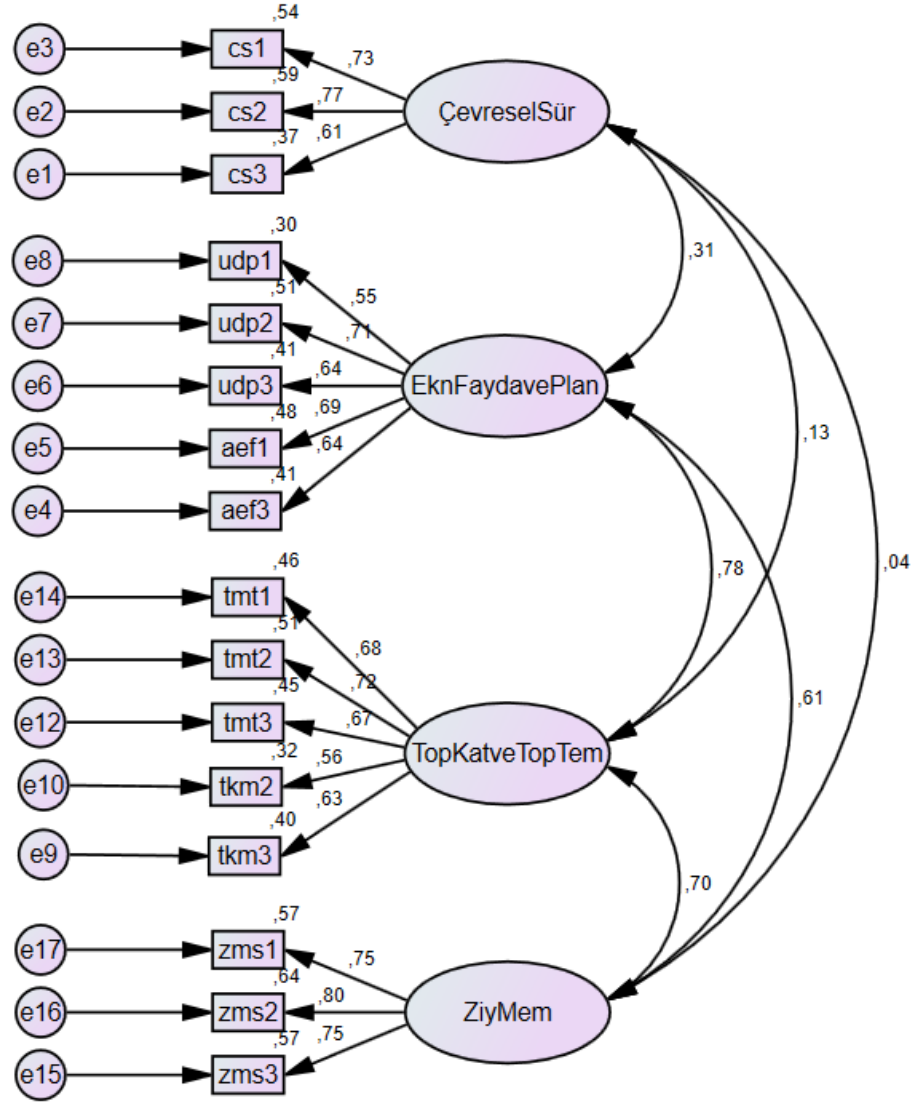 ,54
e3 cs1 ,73
,59
e2 cs2 ,77 ÇevreselSür
,37
e1 cs3 ,61
,30
e8 udp1 ,31
,51 ,55
e7 udp2 ,71
,41
e6 udp3 ,64 EknFaydavePlan
,48 ,69
e5 aef1 ,64 ,13
,41
e4 aef3
,46 ,78 ,04
e14 tmt1
,51 ,68
e13 tmt2 ,72
,45 ,61
e12 tmt3 ,67 TopKatveTopTem
,32 ,56
e10 tkm2 ,63
,40
e9 tkm3
,70
,57
e17 zms1 ,75
,64 ,80
e16 zms2 ZiyMem
,57 ,75
e15 zms3